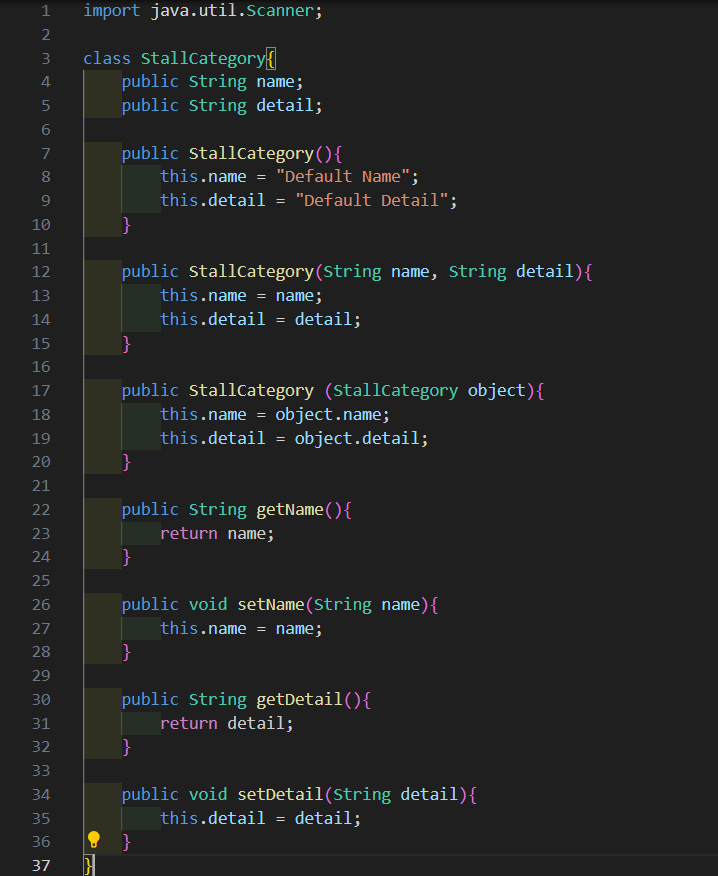 1 import java.util.Scanner;
2
3 class StallCategory{
4 public String name;
5 public String detail;
6
7 public StallCategory(){
8 this.name = "Default Name";
9 this.detail = "Default Detail";
10 }
11
12 public StallCategory(String name, String detail){
13 this.name = name;
14 this.detail = detail;
15 }
16
17 public StallCategory (StallCategory object){
18 this.name = object.name;
19 this.detail = object.detail;
20 }
21
22 public String getName(){
23 return name;
24 }
25
26 public void setName(String name){
27 this.name = name;
28 }
29
30 public String getDetail(){
31 return detail;
32 }
33
34 public void setDetail(String detail){
35 this.detail = detail;
36 }
37 }